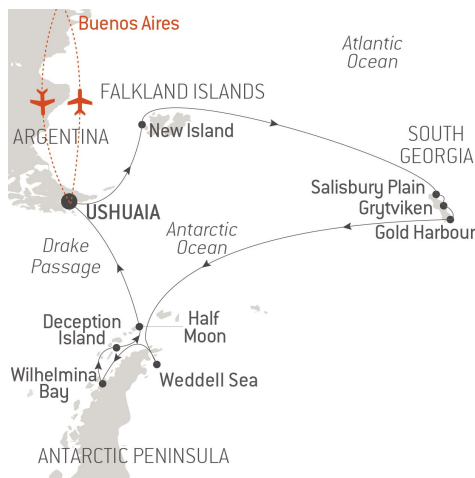 Buenos Aires
Atlantic
Ocean
FALKLAND ISLANDS
New Island
ARGENTINA
SOUTH
GEORGIA
Salisbury Plain
Grytviken
Gold Harbour
USHUAIA
Antarctic
Ocean
Drake
Passage
Half
Moon
Deception
Island
Wilhelmina
Bay
Weddell Sea
ANTARCTIC PENINSULA